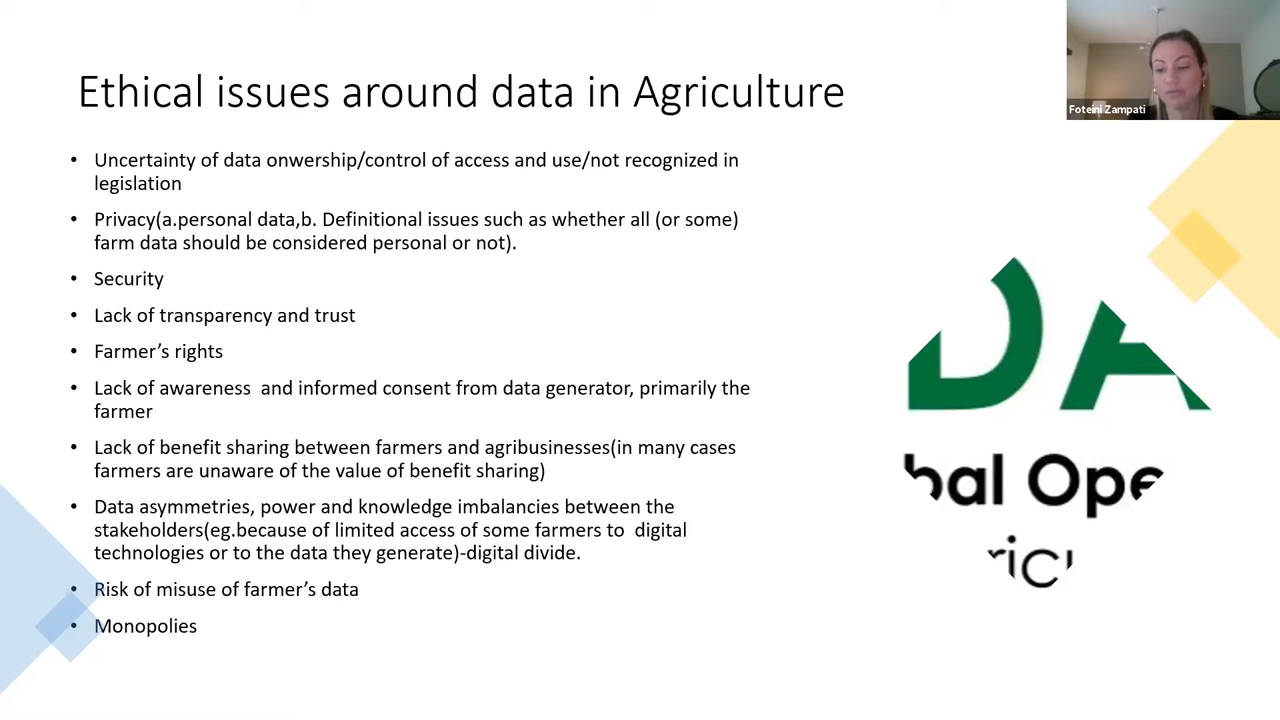 Ethical issues around data in Agriculture
Foteini Zampati
• Uncertainty of data onwership/control of access and use/not recognized in
legislation
• Privacy(a.personal data,b. Definitional issues such as whether all (or some)
farm data should be considered personal or not).
• Security
• Lack of transparency and trust
• Farmer’s rights
• Lack of awareness  and informed consent from data generator, primarily the
farmer
• Lack of benefit sharing between farmers and agribusinesses(in many cases
farmers are unaware of the value of benefit sharing)
• Data asymmetries, power and knowledge imbalancies between the
stakeholders(eg.because of limited access of some farmers to  digital
technologies or to the data they generate)-digital divide.
• Risk of misuse of farmer’s data
• Monopolies
DA
bal Ope
ric